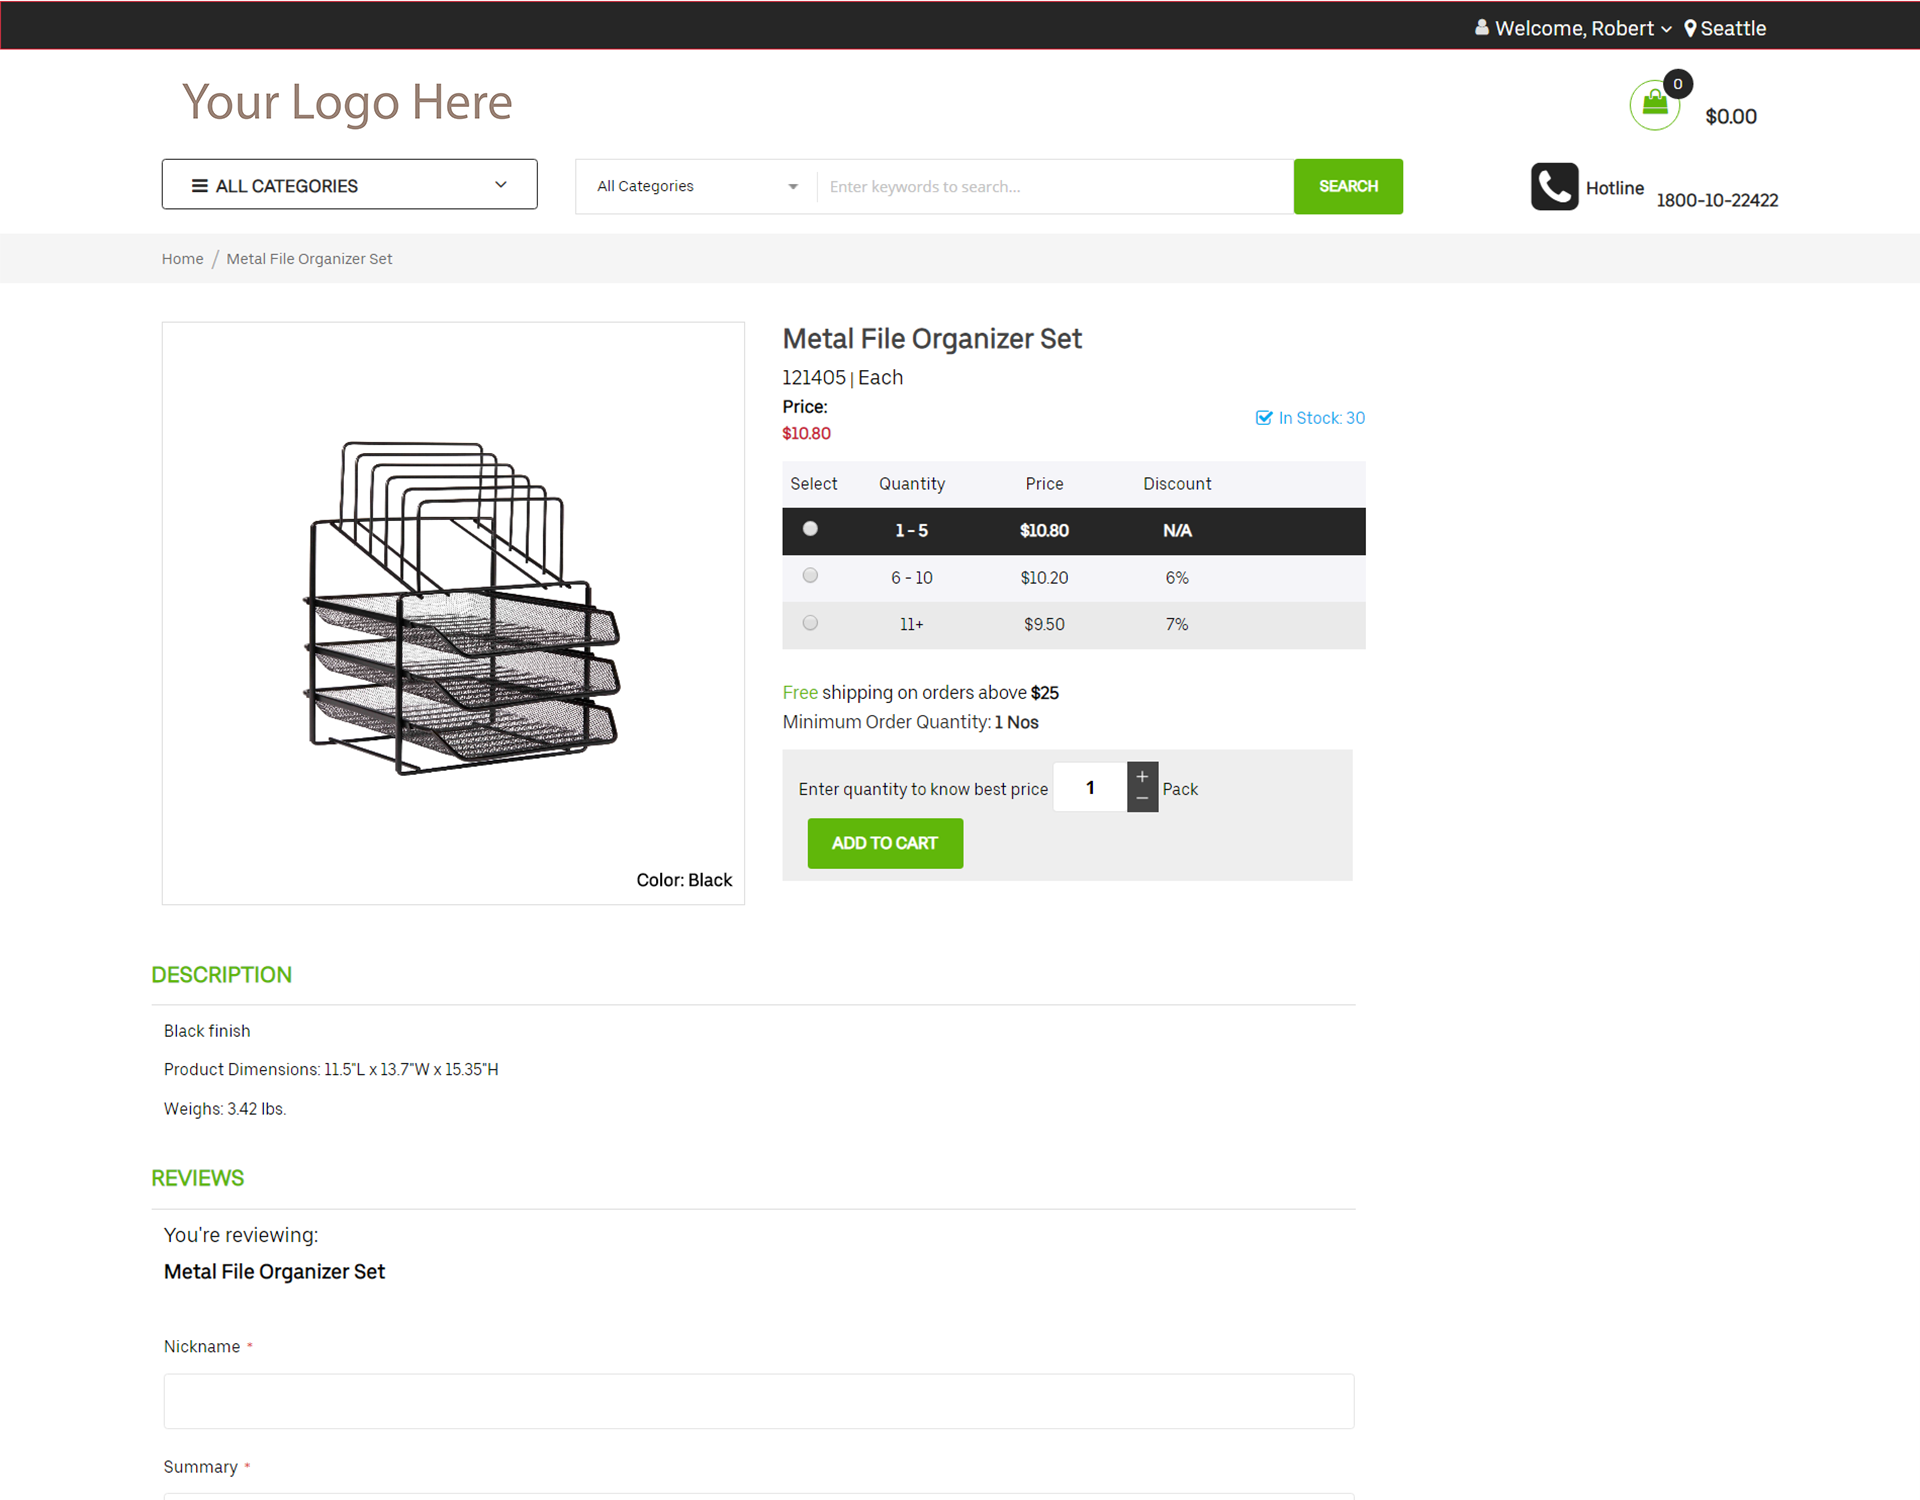 Welcome, Robert Seattle
Your Logo Here
0
$0.00
ALL CATEGORIES
All Categories
Enter keywords to search...
SEARCH
Hotline
1800-10-22422
Home / Metal File Organizer Set
Color: Black
Metal File Organizer Set
121405 | Each
Price:
$10.80
In Stock: 30
Select Quantity Price Discount
1 - 5 $10.80 N/A
6 - 10 $10.20 6%
11+ $9.50 7%
Free shipping on orders above $25
Minimum Order Quantity: 1 Nos
Enter quantity to know best price 1 + - Pack
ADD TO CART
DESCRIPTION
Black finish
Product Dimensions: 11.5"L x 13.7"W x 15.35"H
Weighs: 3.42 lbs.
REVIEWS
You're reviewing:
Metal File Organizer Set
Nickname *
Summary *